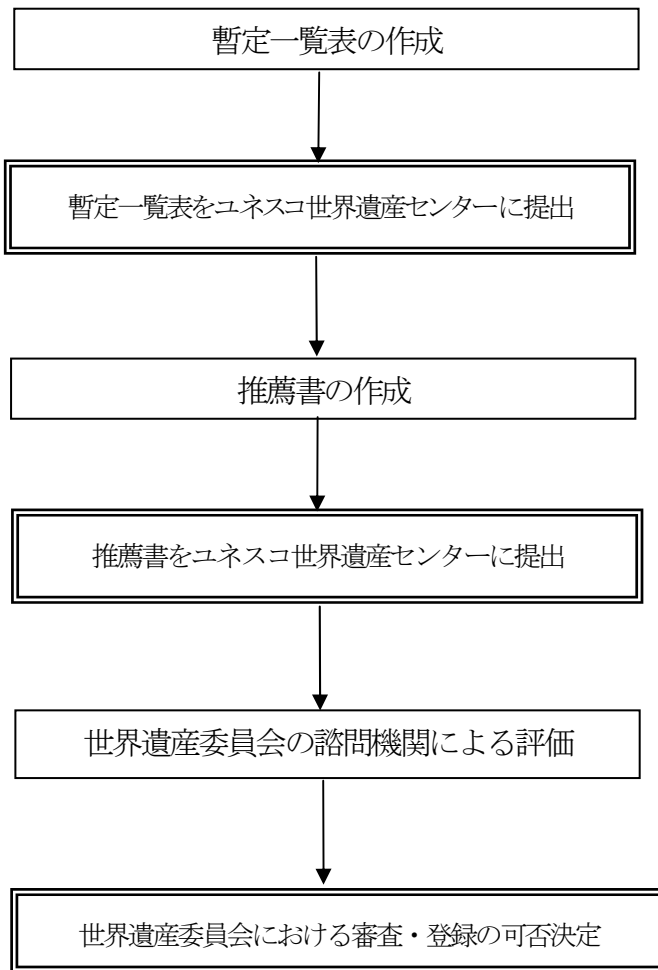 暫定一覧表の作成
暫定一覧表をユネスコ世界遺産センターに提出
推薦書の作成
推薦書をユネスコ世界遺産センターに提出
世界遺産委員会の諮問機関による評価
世界遺産委員会における審査・登録の可否決定